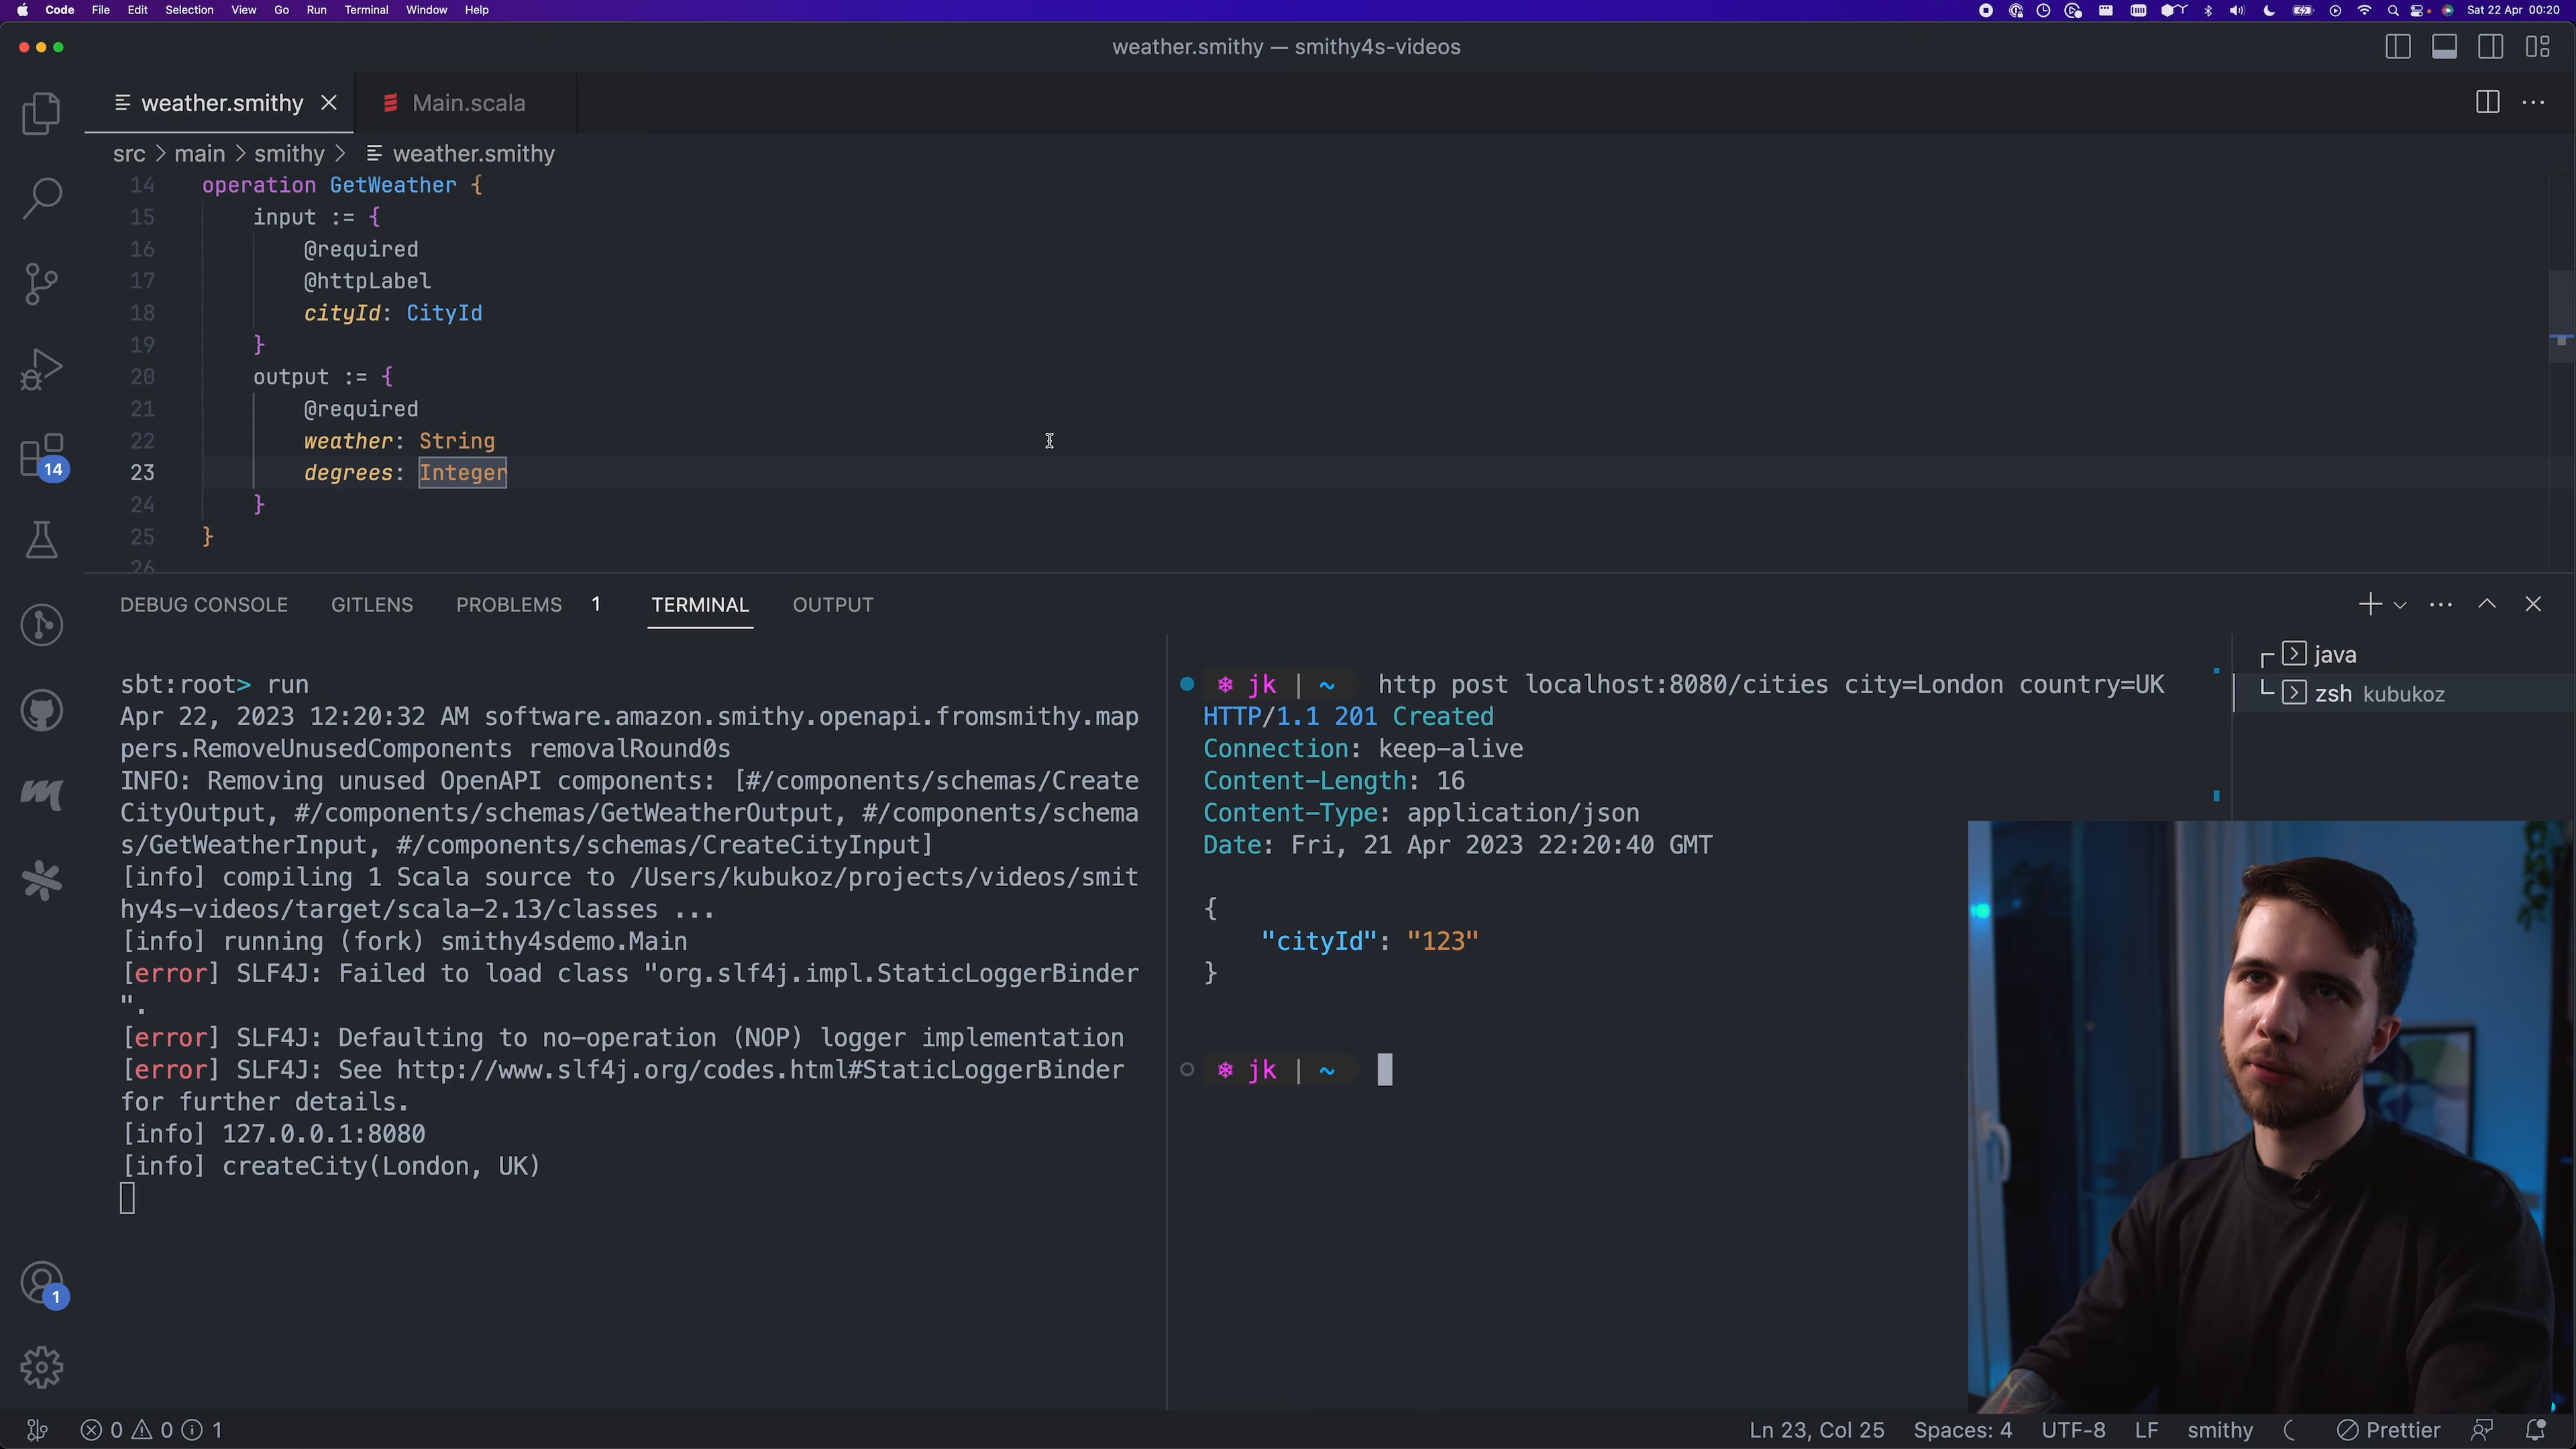 Code File Edit Selection View Go Run Terminal Window Help Sat 22 Apr 00:20
weather.smithy — smithy4s-videos
weather.smithy Main.scala
src > main > smithy > weather.smithy
14 operation GetWeather {
15 input := {
16 @required
17 @httpLabel
18 cityId: CityId
19 }
20 output := {
21 @required
22 weather: String
23 degrees: Integer
24 }
25 }
26
14
DEBUG CONSOLE GITLENS PROBLEMS 1 TERMINAL OUTPUT
sbt:root> run
Apr 22, 2023 12:20:32 AM software.amazon.smithy.openapi.fromsmithy.map
pers.RemoveUnusedComponents removalRound0s
INFO: Removing unused OpenAPI components: [#/components/schemas/Create
CityOutput, #/components/schemas/GetWeatherOutput, #/components/schema
s/GetWeatherInput, #/components/schemas/CreateCityInput]
[info] compiling 1 Scala source to /Users/kubukoz/projects/videos/smit
hy4s-videos/target/scala-2.13/classes ...
[info] running (fork) smithy4sdemo.Main
[error] SLF4J: Failed to load class "org.slf4j.impl.StaticLoggerBinder
".
[error] SLF4J: Defaulting to no-operation (NOP) logger implementation
[error] SLF4J: See http://www.slf4j.org/codes.html#StaticLoggerBinder
for further details.
[info] 127.0.0.1:8080
[info] createCity(London, UK)
❄ jk | ~ http post localhost:8080/cities city=London country=UK
HTTP/1.1 201 Created
Connection: keep-alive
Content-Length: 16
Content-Type: application/json
Date: Fri, 21 Apr 2023 22:20:40 GMT
{
"cityId": "123"
}
❄ jk | ~
java
zsh kubukoz
1
0 0 1 Ln 23, Col 25 Spaces: 4 UTF-8 LF smithy Prettier